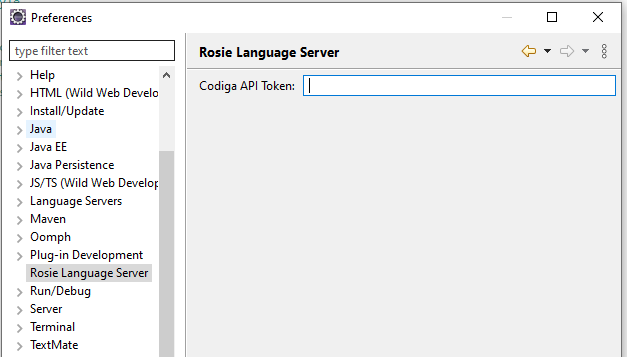 Preferences
type filter text
Help
HTML (Wild Web Develo
Install/Update
Java
Java EE
Java Persistence
JS/TS (Wild Web Develop
Language Servers
Maven
Oomph
Plug-in Development
Rosie Language Server
Run/Debug
Server
Terminal
TextMate
Rosie Language Server
Codiga API Token: